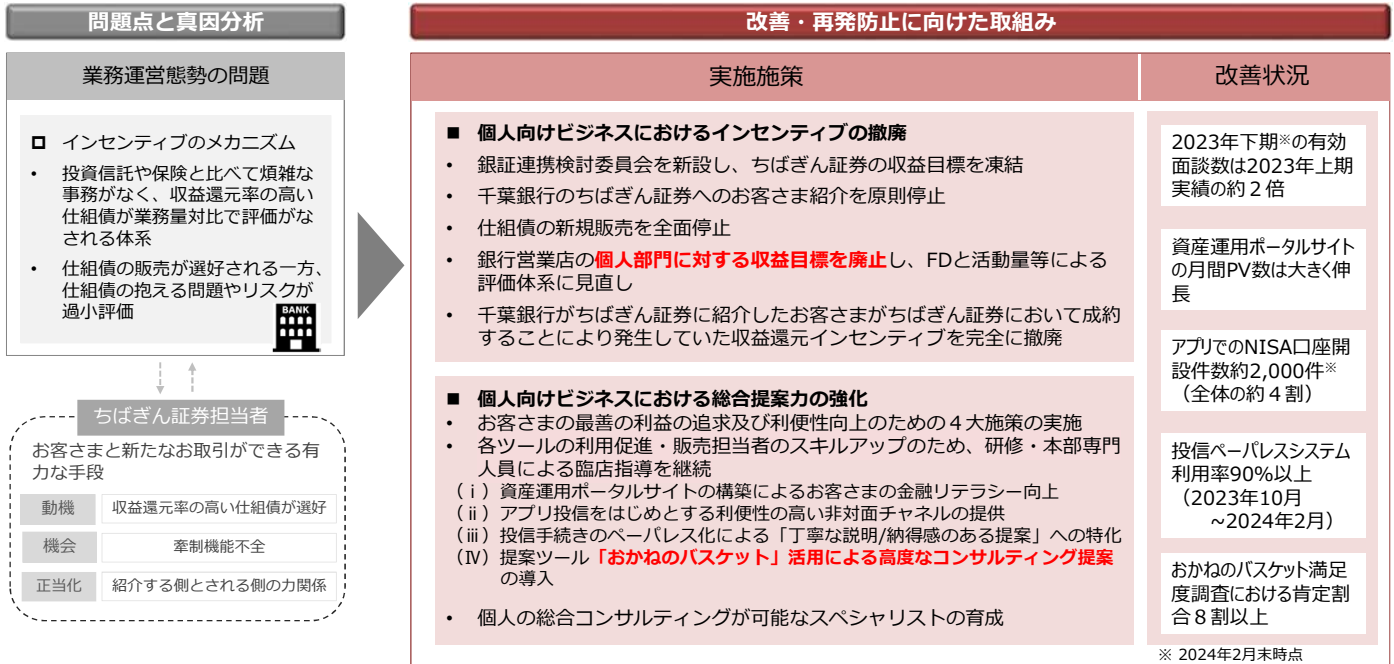 問題点と真因分析
業務運営態勢の問題
インセンティブのメカニズム
• 投資信託や保険と比べて煩雑な
事務がなく、収益還元率の高い
仕組債が業務量対比で評価がな
される体系
• 仕組債の販売が選好される一方、
仕組債の抱える問題やリスクが
過小評価
BANK
ちばぎん証券担当者
お客さまと新たなお取引ができる有
力な手段
動機 収益還元率の高い仕組債が選好
機会 牽制機能不全
正当化 紹介する側とされる側の力関係
改善・再発防止に向けた取組み
実施施策
■ 個人向けビジネスにおけるインセンティブの撤廃
• 銀証連携検討委員会を新設し、ちばぎん証券の収益目標を凍結
• 千葉銀行のちばぎん証券へのお客さま紹介を原則停止
• 仕組債の新規販売を全面停止
• 銀行営業店の個人部門に対する収益目標を廃止し、FDと活動量等による
評価体系に見直し
• 千葉銀行がちばぎん証券に紹介したお客さまがちばぎん証券において成約
することにより発生していた収益還元インセンティブを完全に撤廃
■ 個人向けビジネスにおける総合提案力の強化
• お客さまの最善の利益の追求及び利便性向上のための4大施策の実施
• 各ツールの利用促進・販売担当者のスキルアップのため、研修・本部専門
人員による臨店指導を継続
(ⅰ)資産運用ポータルサイトの構築によるお客さまの金融リテラシー向上
(ⅱ)アプリ投信をはじめとする利便性の高い非対面チャネルの提供
(ⅲ)投信手続きのペーパレス化による「丁寧な説明/納得感のある提案」への特化
(Ⅳ)提案ツール「おかねのバスケット」活用による高度なコンサルティング提案
の導入
• 個人の総合コンサルティングが可能なスペシャリストの育成
改善状況
2023年下期※の有効
面談数は2023年上期
実績の約2倍
資産運用ポータルサイト
の月間PV数は大きく伸
長
アプリでのNISA口座開
設件数約2,000件※
(全体の約4割)
投信ペーパレスシステム
利用率90%以上
(2023年10月
~2024年2月)
おかねのバスケット満足
度調査における肯定割
合8割以上
※ 2024年2月末時点